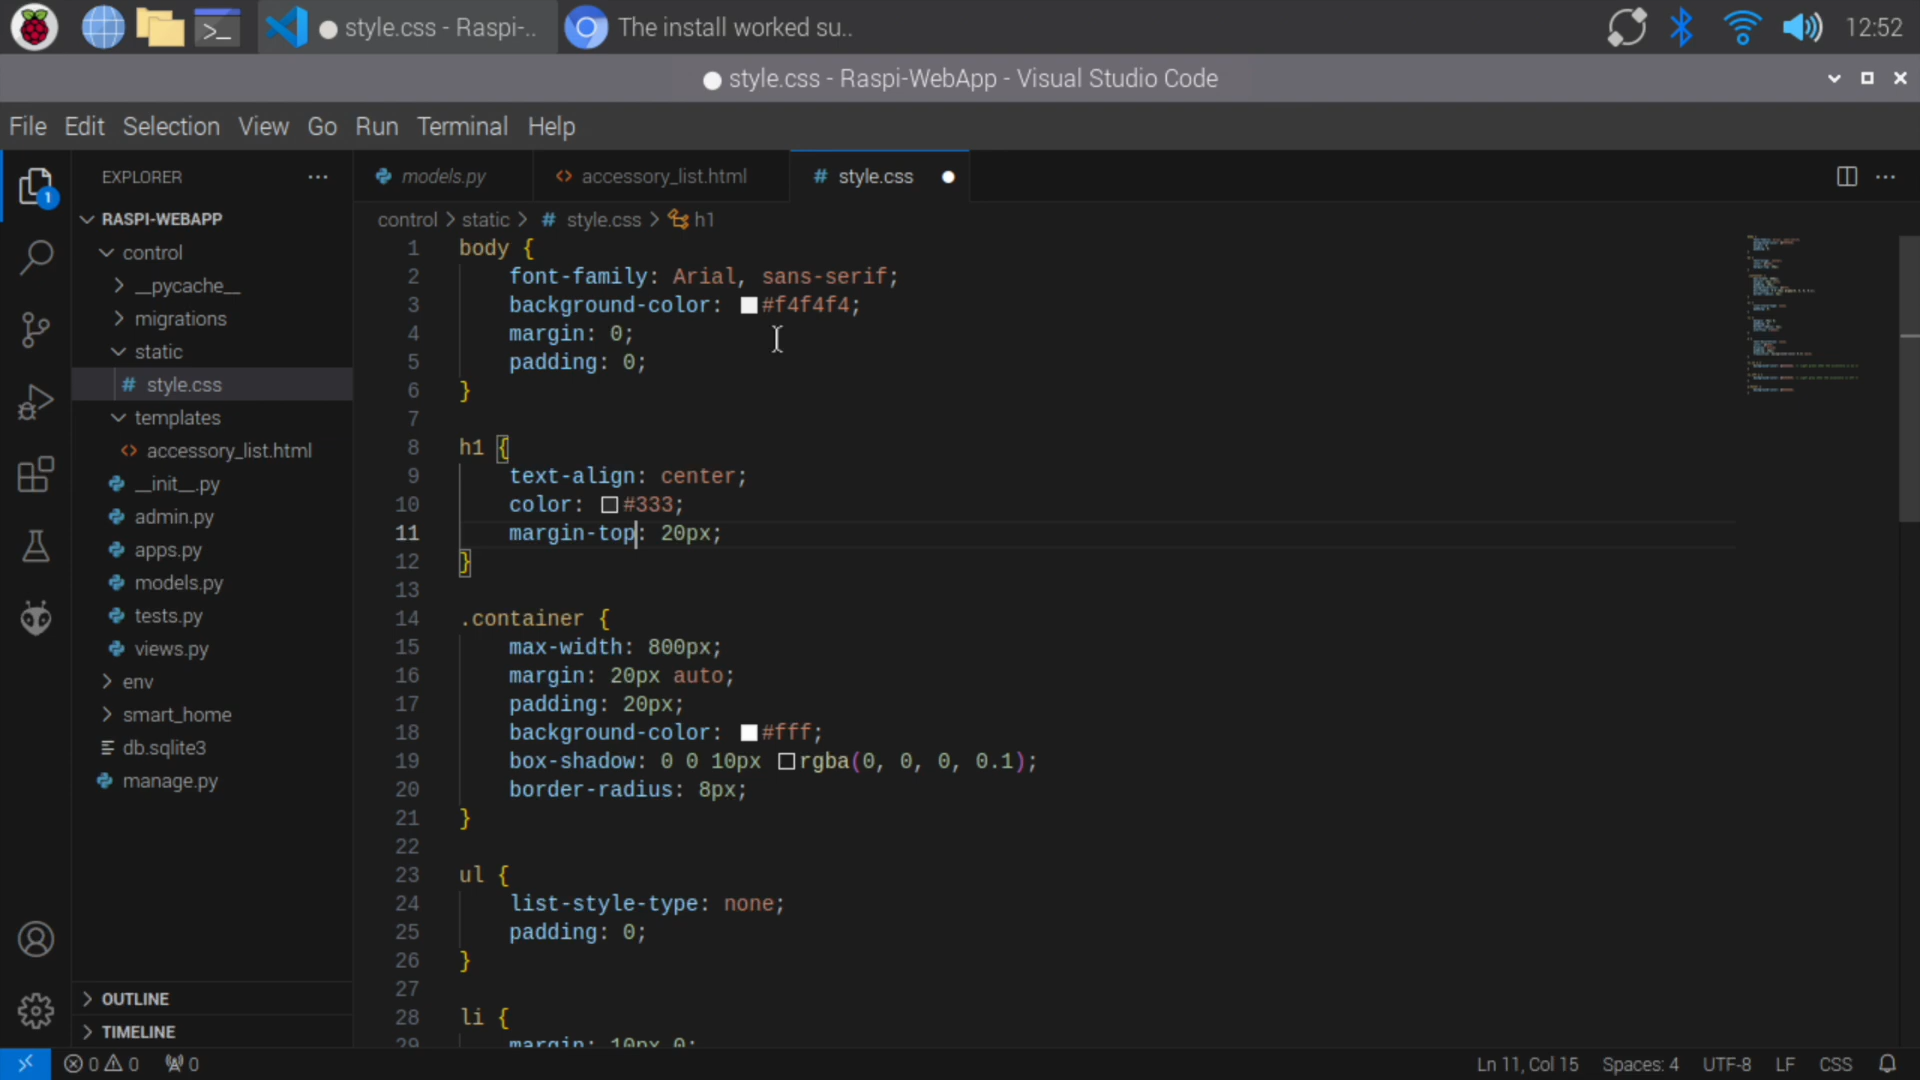 style.css - Raspi-..
The install worked su..
12:52
style.css - Raspi-WebApp - Visual Studio Code
File Edit Selection View Go Run Terminal Help
EXPLORER
RASPI-WEBAPP
control
__pycache__
migrations
static
style.css
templates
accessory_list.html
__init__.py
admin.py
apps.py
models.py
tests.py
views.py
env
smart_home
db.sqlite3
manage.py
OUTLINE
TIMELINE
1
models.py
accessory_list.html
# style.css
control > static > # style.css > h1
1 body {
2 font-family: Arial, sans-serif;
3 background-color: #f4f4f4;
4 margin: 0;
5 padding: 0;
6 }
7
8 h1 {
9 text-align: center;
10 color: #333;
11 margin-top: 20px;
12 }
13
14 .container {
15 max-width: 800px;
16 margin: 20px auto;
17 padding: 20px;
18 background-color: #fff;
19 box-shadow: 0 0 10px rgba(0, 0, 0, 0.1);
20 border-radius: 8px;
21 }
22
23 ul {
24 list-style-type: none;
25 padding: 0;
26 }
27
28 li {
29 margin: 10px 0;
0 0 0
Ln 11, Col 15 Spaces: 4 UTF-8 LF CSS